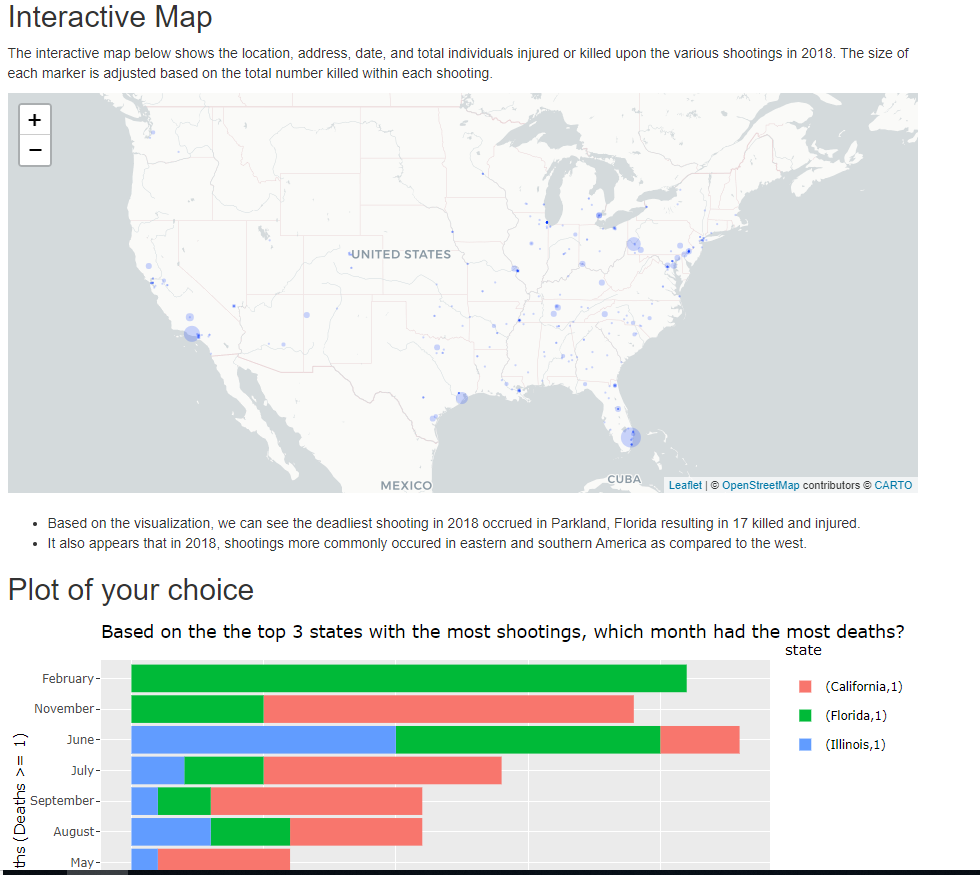 Interactive Map
The interactive map below shows the location, address, date, and total individuals injured or killed upon the various shootings in 2018. The size of
each marker is adjusted based on the total number killed within each shooting.
+
−
UNITED STATES
MEXICO
CUBA
Leaflet | © OpenStreetMap contributors © CARTO
• Based on the visualization, we can see the deadliest shooting in 2018 occrued in Parkland, Florida resulting in 17 killed and injured.
• It also appears that in 2018, shootings more commonly occured in eastern and southern America as compared to the west.
Plot of your choice
Based on the the top 3 states with the most shootings, which month had the most deaths?
state
(California,1)
(Florida,1)
(Illinois,1)
February
November
June
July
September
August
May
(Deaths >= 1)